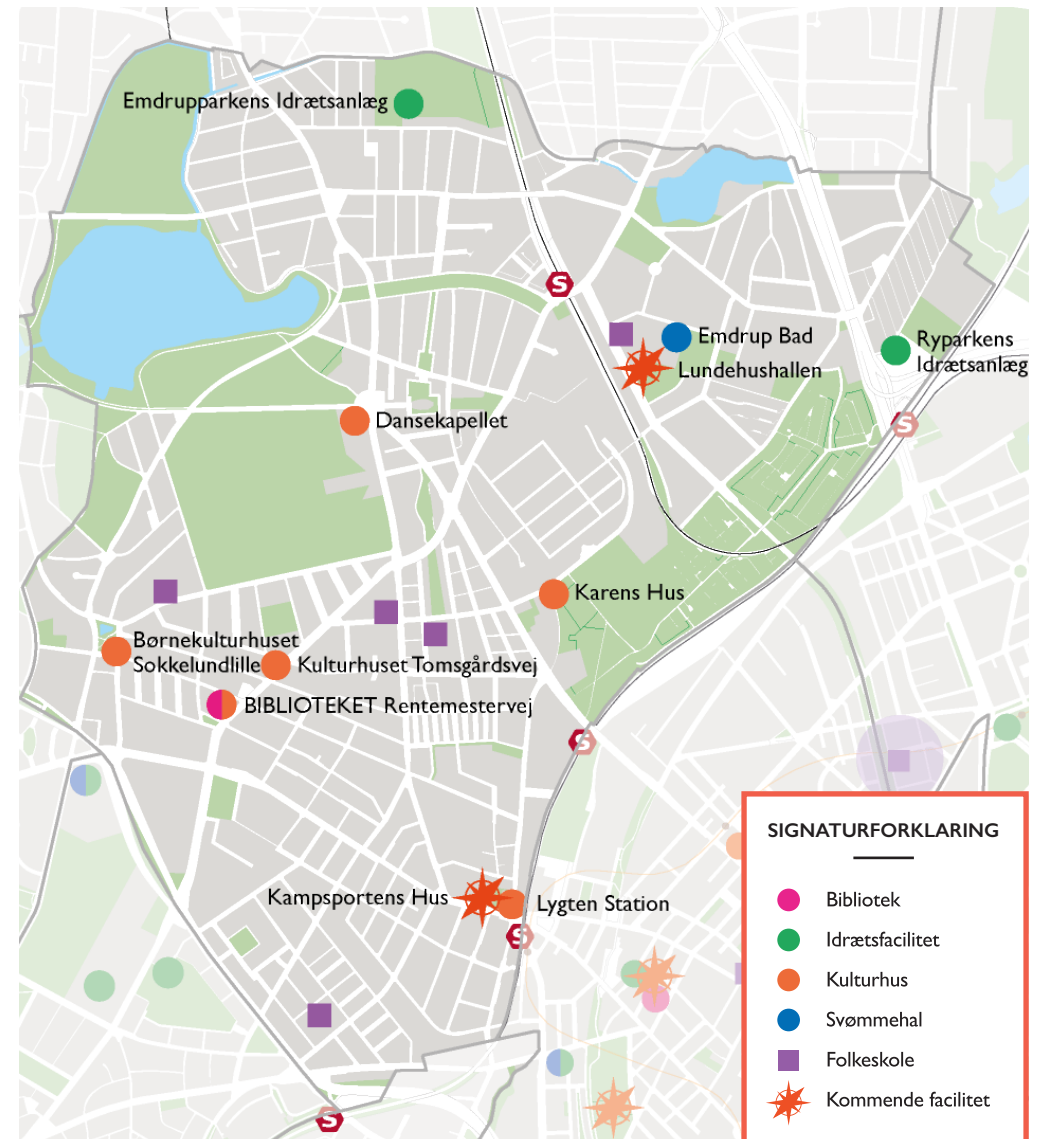 Emdrupparkens Idrætsanlæg
S
Emdrup Bad
Lundehushallen
Ryparkens
Idrætsanlæg
Dansekapellet
S
Karens Hus
Børnekulturhuset
Sokkelundlille
Kulturhuset Tomsgårdsvej
BIBLIOTEKET Rentemestervej
S
Kampsportens Hus
Lygten Station
S
S
SIGNATURFORKLARING
Bibliotek
Idrætsfacilitet
Kulturhus
Svømmehal
Folkeskole
Kommende facilitet